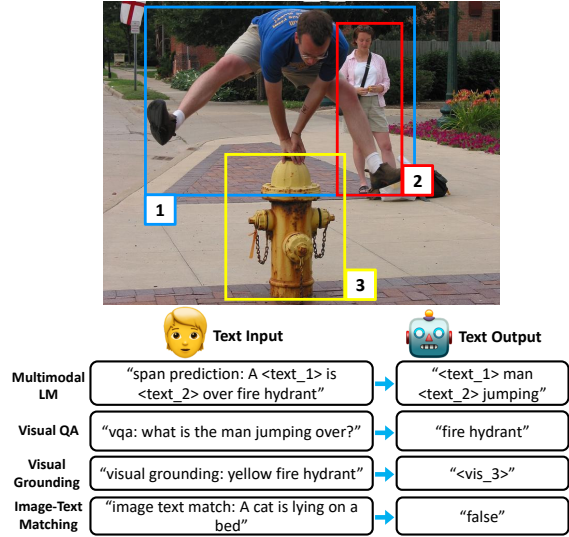 1
2
3
Text Input
Text Output
Multimodal
LM
“span prediction: A <text_1> is
<text_2> over fire hydrant”
“<text_1> man
<text_2> jumping”
Visual QA
“vqa: what is the man jumping over?”
“fire hydrant”
Visual
Grounding
“visual grounding: yellow fire hydrant”
“<vis_3>”
Image-Text
Matching
“image text match: A cat is lying on a
bed”
“false”